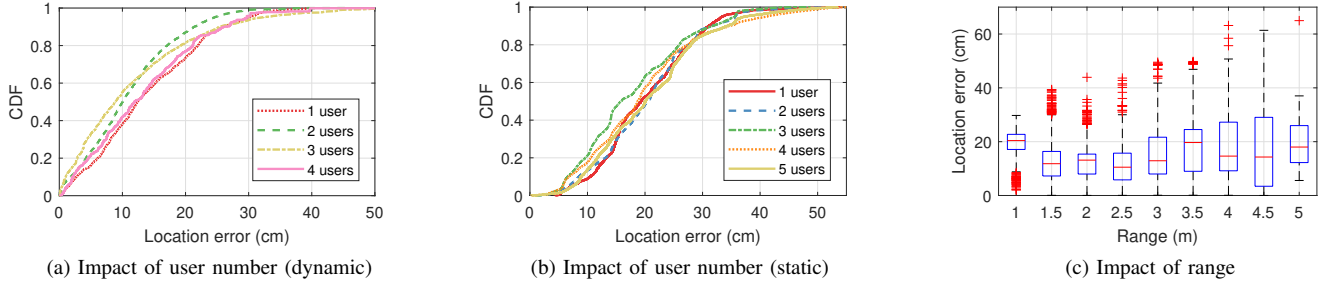 CDF
1
0.8
0.6
0.4
0.2
0
0 10 20 30 40 50
Location error (cm)
1 user
2 users
3 users
4 users
(a) Impact of user number (dynamic)
CDF
1
0.8
0.6
0.4
0.2
0
0 10 20 30 40 50
Location error (cm)
1 user
2 users
3 users
4 users
5 users
(b) Impact of user number (static)
Location error (cm)
60
40
20
0
1 1.5 2 2.5 3 3.5 4 4.5 5
Range (m)
(c) Impact of range